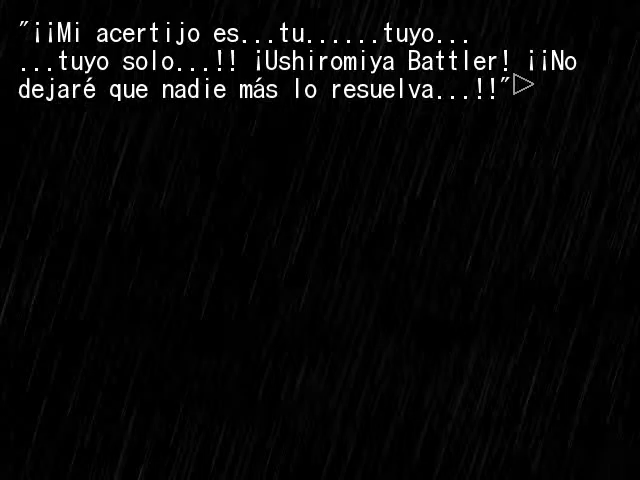 "¡¡Mi acertijo es...tu......tuyo...
...tuyo solo...!! ¡Ushiromiya Battler! ¡¡No
dejaré que nadie más lo resuelva...!!"